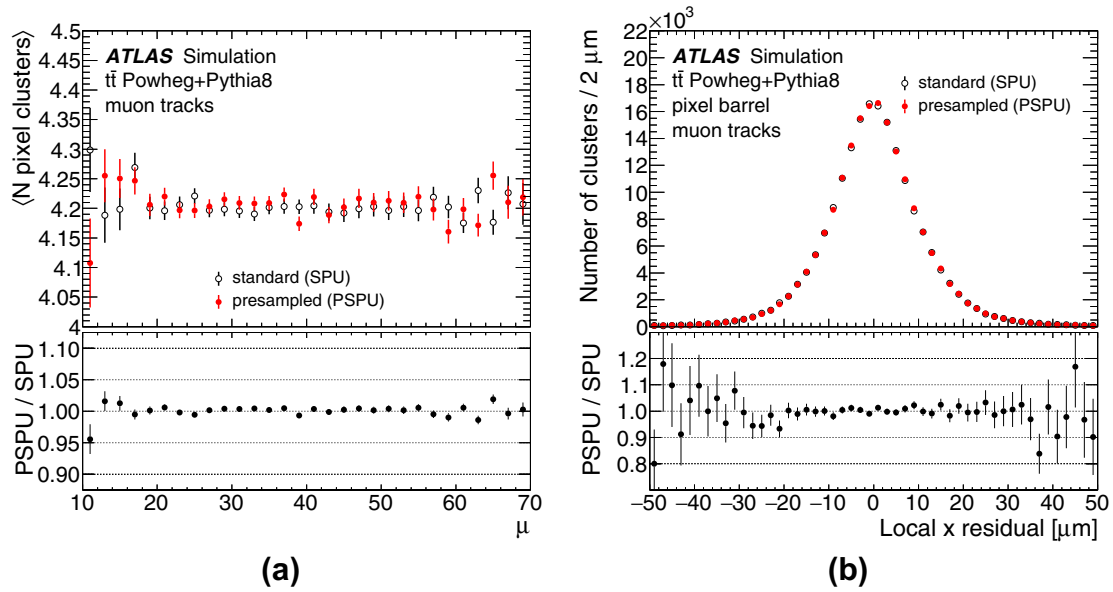 ⟨N pixel clusters⟩
4.5
4.45
4.4
4.35
4.3
4.25
4.2
4.15
4.1
4.05
4
ATLAS Simulation
tt̄ Powheg+Pythia8
muon tracks
standard (SPU)
presampled (PSPU)
PSPU / SPU
1.10
1.05
1.00
0.95
0.90
10 20 30 40 50 60 70
μ
(a)
×10³
Number of clusters / 2 μm
22
20
18
16
14
12
10
8
6
4
2
0
ATLAS Simulation
tt̄ Powheg+Pythia8
pixel barrel
muon tracks
standard (SPU)
presampled (PSPU)
PSPU / SPU
1.2
1.1
1.0
0.9
0.8
−50 −40 −30 −20 −10 0 10 20 30 40 50
Local x residual [μm]
(b)